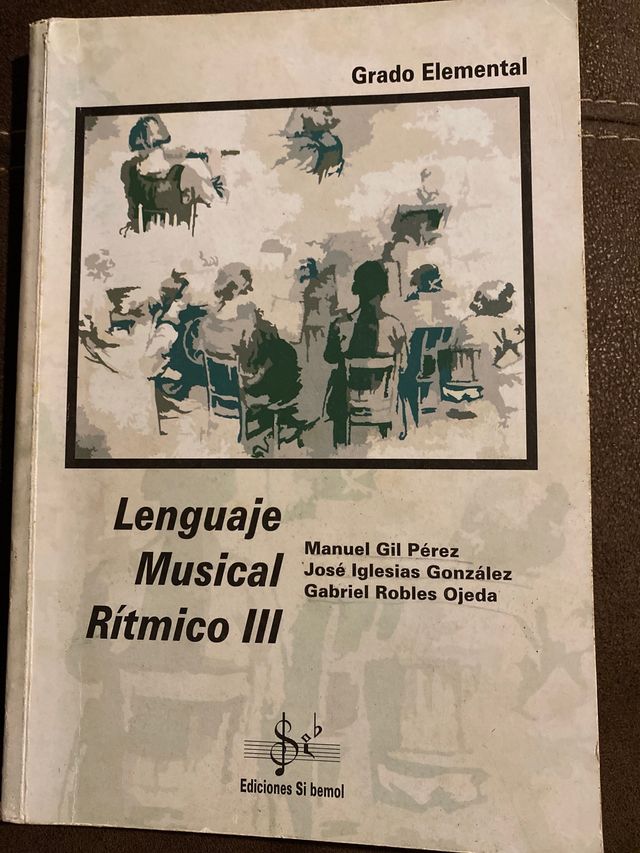 Grado Elemental
Lenguaje
Musical
Rítmico III
Manuel Gil Pérez
José Iglesias González
Gabriel Robles Ojeda
Ediciones Si bemol